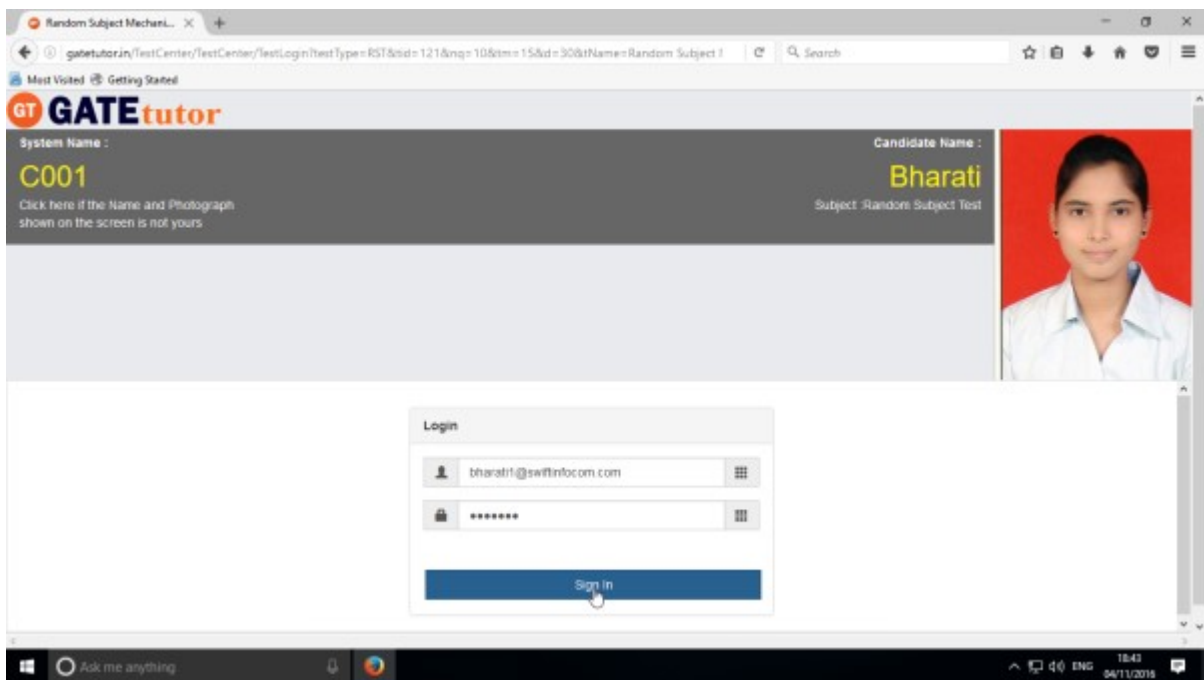 Random Subject Mechani...
gatetutor.in/TestCenter/TestCenter/TestLogin?testType=RST&tid=121&nq=10&tm=15&d=30&tName=Random Subject
Search
Most Visited
Getting Started
GT GATEtutor
System Name :
C001
Click here if the Name and Photograph
shown on the screen is not yours
Candidate Name :
Bharati
Subject :Random Subject Test
Login
bharati1@swiftinfocom.com
Sign In
Ask me anything
ENG
18:43
04/11/2016